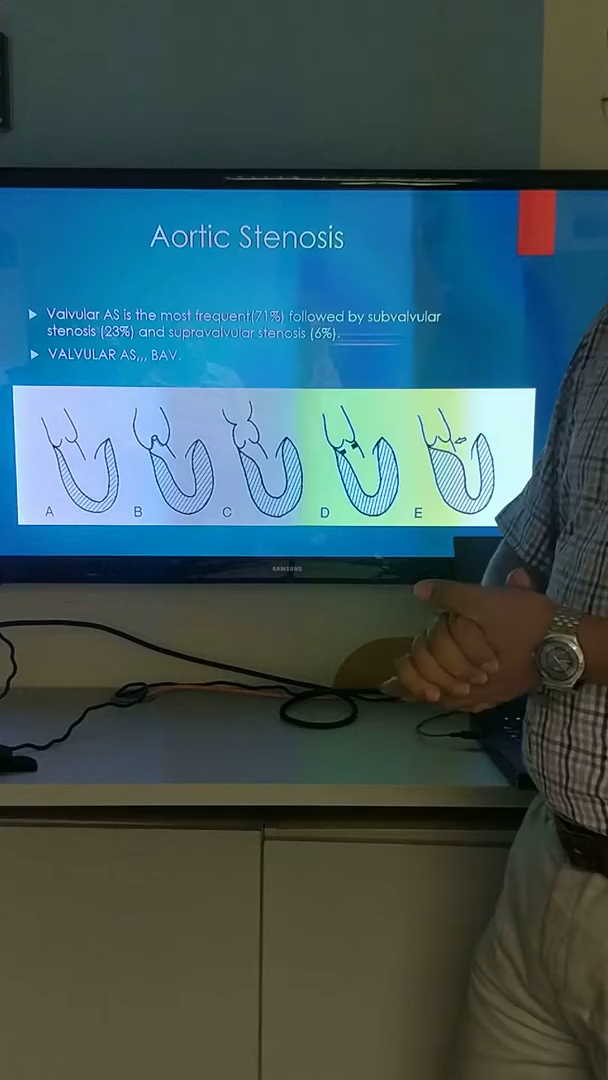 Aortic Stenosis
Valvular AS is the most frequent(71%) followed by subvalvular
stenosis (23%) and supravalvular stenosis (6%).
VALVULAR AS,,, BAV.
A B C D E
SAMSUNG